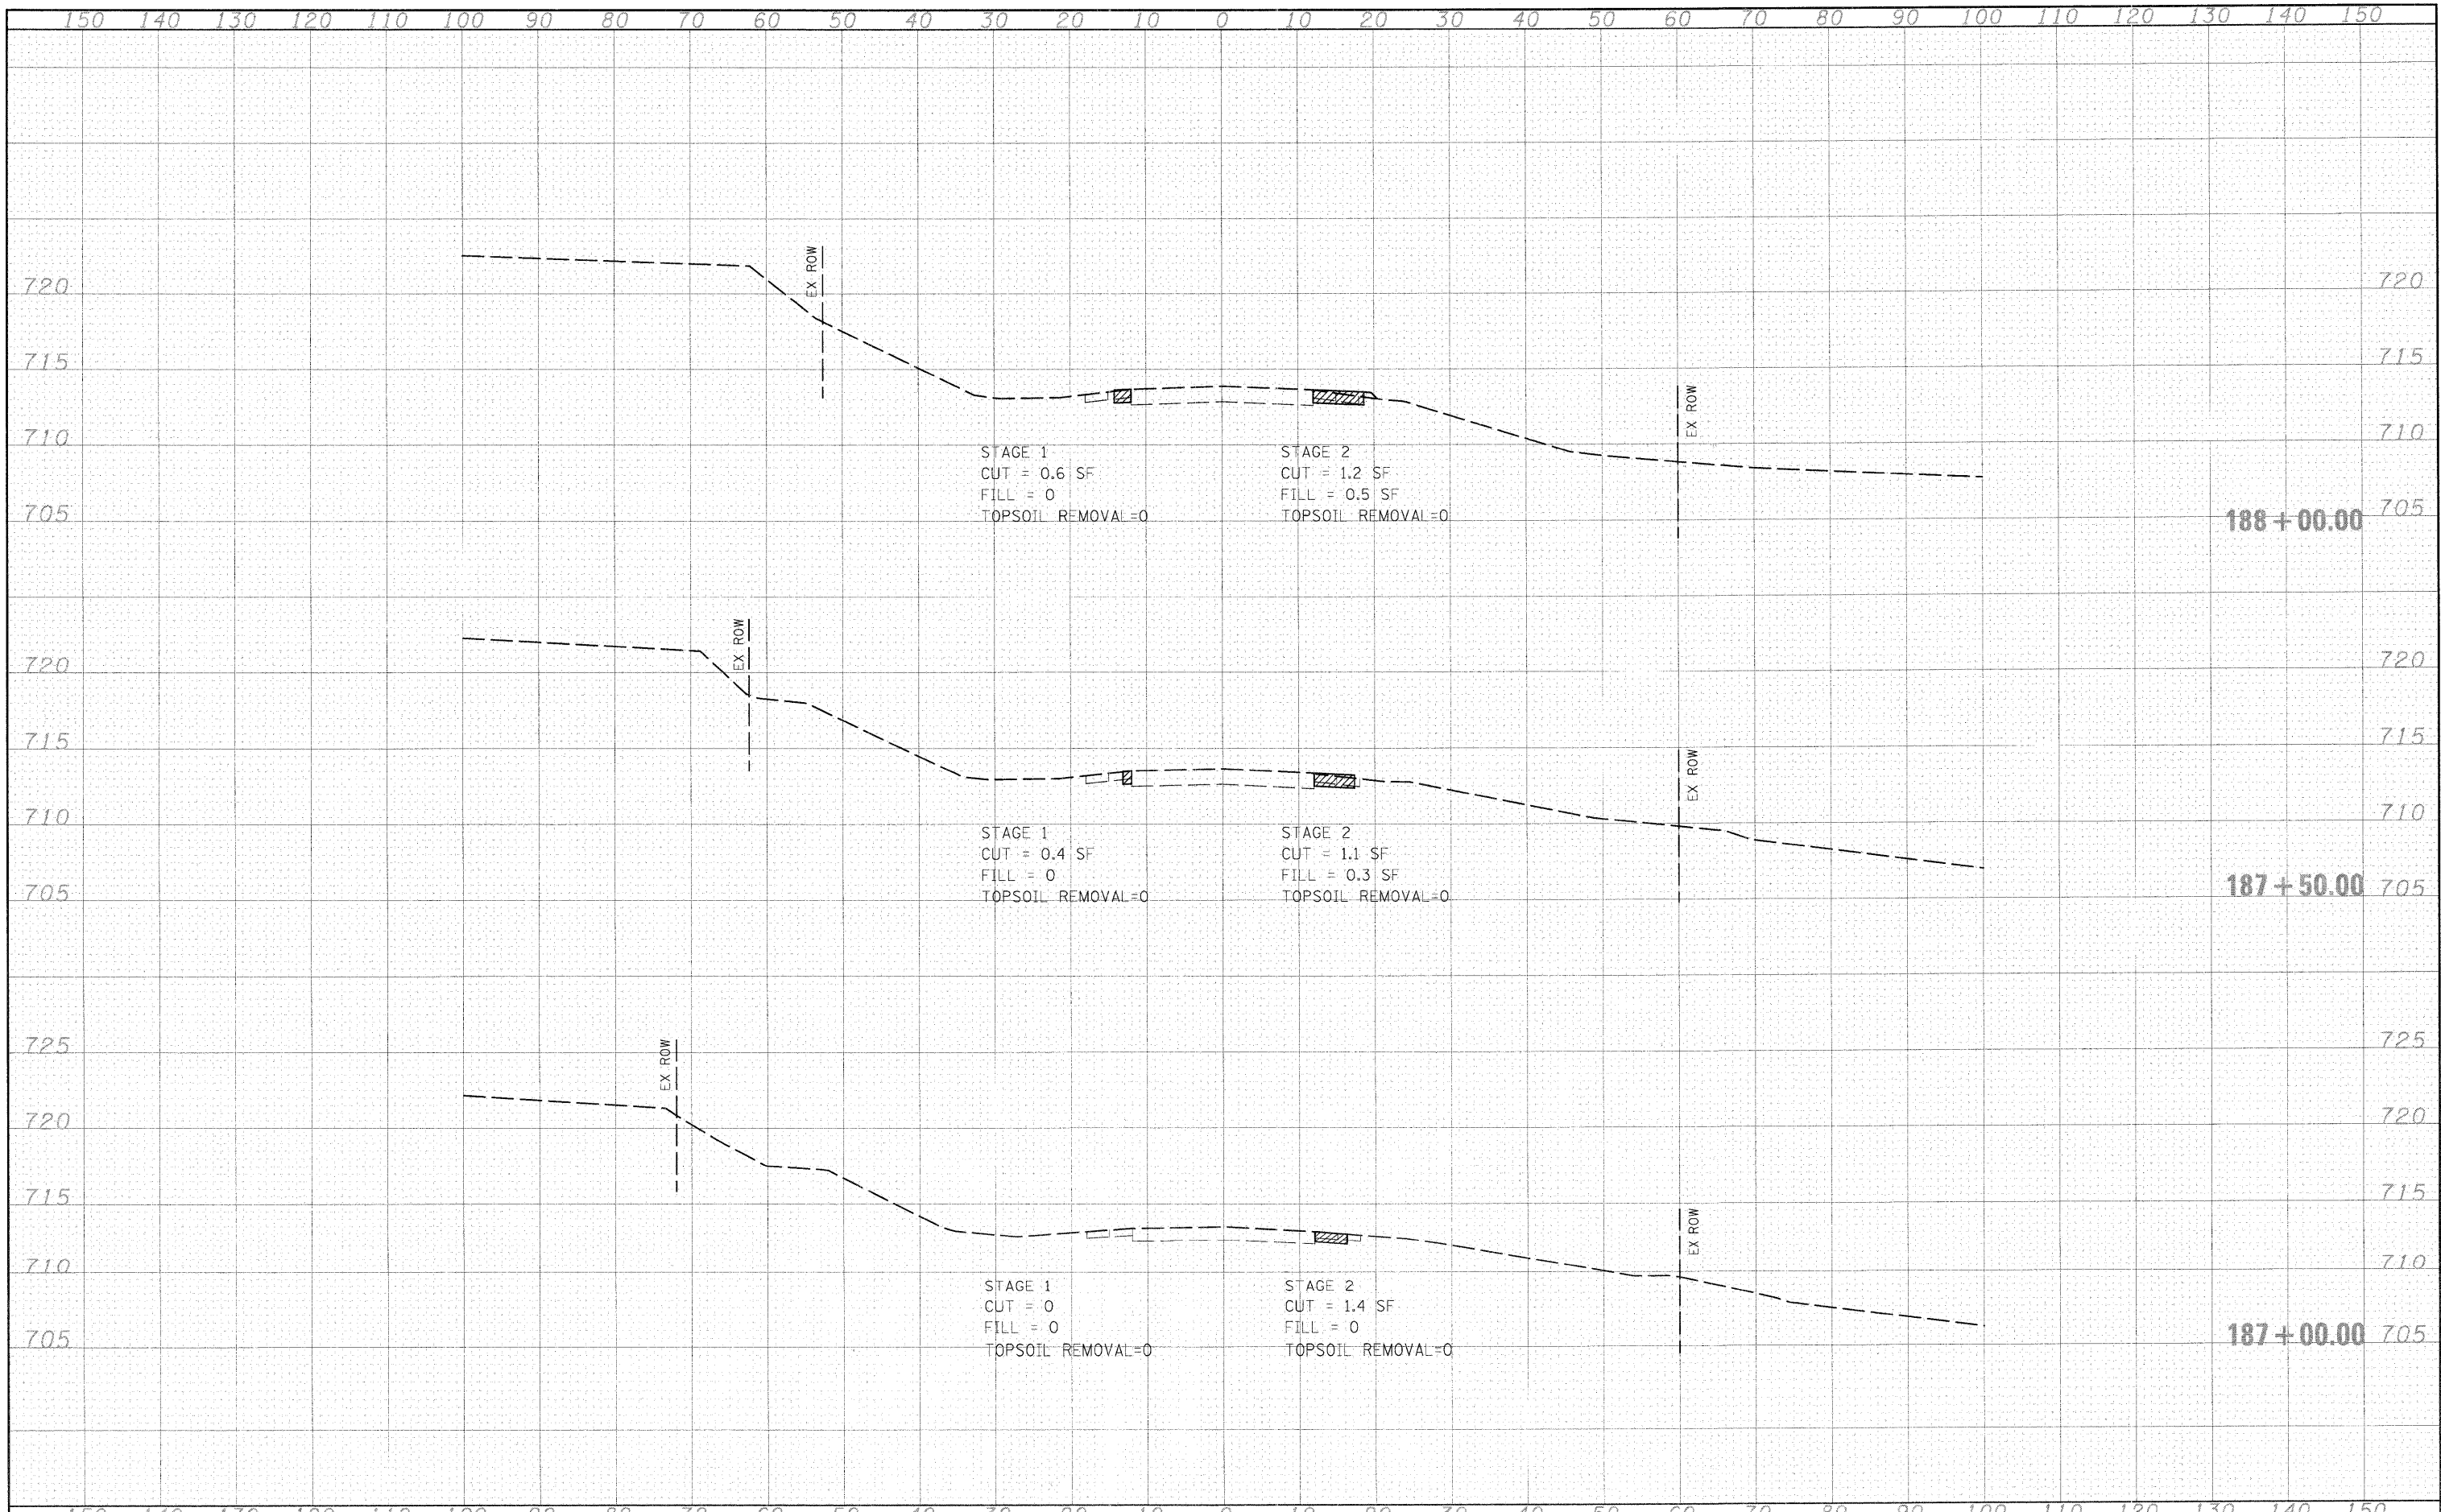 150 140 130 120 110 100 90 80 70 60 50 40 30 20 10 0 10 20 30 40 50 60 70 80 90 100 110 120 130 140 150
EX ROW
720 720
715 715
EX ROW
710 710
STAGE 1 STAGE 2
CUT = 0.6 SF CUT = 1.2 SF
FILL = 0 FILL = 0.5 SF
TOPSOIL REMOVAL=0 TOPSOIL REMOVAL=0
705 188+00.00 705
EX ROW
720 720
715 715
EX ROW
710 710
STAGE 1 STAGE 2
CUT = 0.4 SF CUT = 1.1 SF
FILL = 0 FILL = 0.3 SF
TOPSOIL REMOVAL=0 TOPSOIL REMOVAL=0
705 187+50.00 705
725 725
EX ROW
720 720
715 715
EX ROW
710 710
STAGE 1 STAGE 2
CUT = 0 CUT = 1.4 SF
FILL = 0 FILL = 0
TOPSOIL REMOVAL=0 TOPSOIL REMOVAL=0
705 187+00.00 705